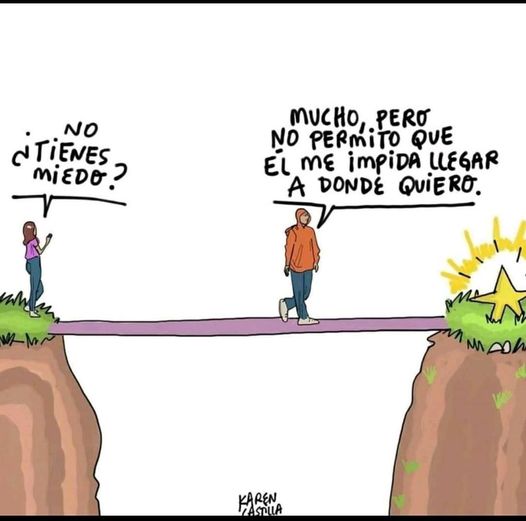 ¿NO
TIENES
MIEDO?
MUCHO, PERO
NO PERMITO QUE
ÉL ME IMPIDA LLEGAR
A DONDE QUIERO.
KAREN
CASTILLA